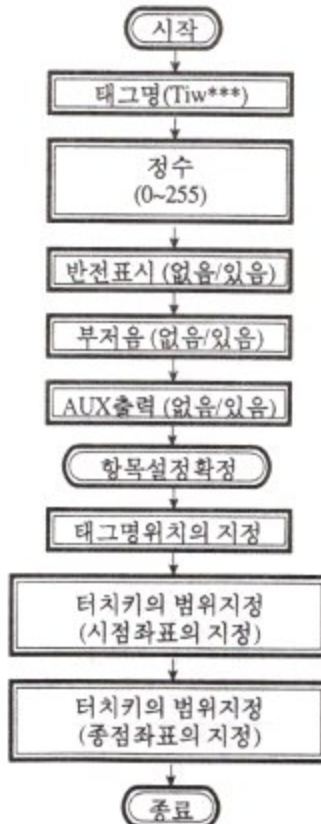 시작
태그명(Tiw***)
정수
(0~255)
반전표시 (없음/있음)
부저음 (없음/있음)
AUX출력 (없음/있음)
항목설정확정
태그명위치의 지정
터치키의 범위지정
(시점좌표의 지정)
터치키의 범위지정
(종점좌표의 지정)
종료